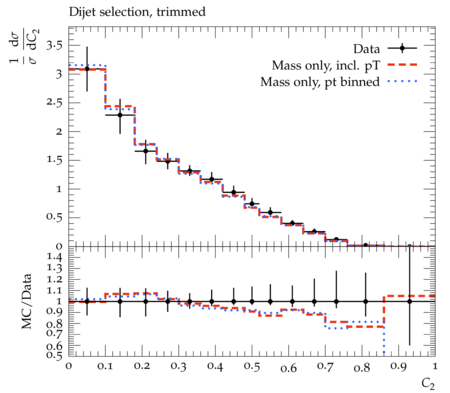 Dijet selection, trimmed
1/σ dσ/dC₂
Data
Mass only, incl. pT
Mass only, pt binned
3.5
3
2.5
2
1.5
1
0.5
0
MC/Data
1.4
1.3
1.2
1.1
1.0
0.9
0.8
0.7
0.6
0.5
0 0.1 0.2 0.3 0.4 0.5 0.6 0.7 0.8 0.9 1
C₂